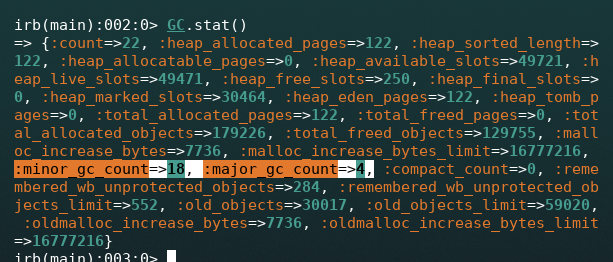 irb(main):002:0> GC.stat()
=> {:count=>22, :heap_allocated_pages=>122, :heap_sorted_length=>
122, :heap_allocatable_pages=>0, :heap_available_slots=>49721, :h
eap_live_slots=>49471, :heap_free_slots=>250, :heap_final_slots=>
0, :heap_marked_slots=>30464, :heap_eden_pages=>122, :heap_tomb_p
ages=>0, :total_allocated_pages=>122, :total_freed_pages=>0, :tot
al_allocated_objects=>179226, :total_freed_objects=>129755, :mall
oc_increase_bytes=>7736, :malloc_increase_bytes_limit=>16777216, 
:minor_gc_count=>18, :major_gc_count=>4, :compact_count=>0, :reme
mbered_wb_unprotected_objects=>284, :remembered_wb_unprotected_ob
jects_limit=>552, :old_objects=>30017, :old_objects_limit=>59020,
 :oldmalloc_increase_bytes=>7736, :oldmalloc_increase_bytes_limit
=>16777216}
irb(main):003:0>